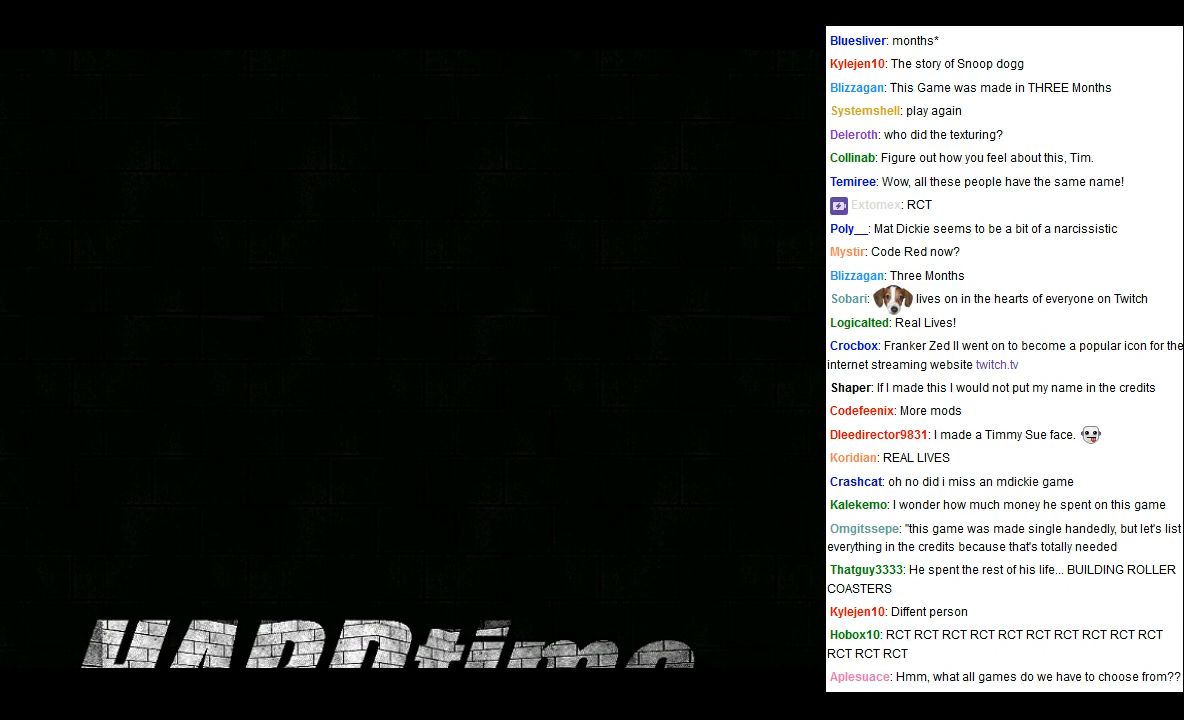 Bluesliver: months*
Kylejen10: The story of Snoop dogg
Blizzagan: This Game was made in THREE Months
Systemshell: play again
Deleroth: who did the texturing?
Collinab: Figure out how you feel about this, Tim.
Temiree: Wow, all these people have the same name!
Extomex: RCT
Poly__: Mat Dickie seems to be a bit of a narcissistic
Mystir: Code Red now?
Blizzagan: Three Months
Sobari: lives on in the hearts of everyone on Twitch
Logicalted: Real Lives!
Crocbox: Franker Zed II went on to become a popular icon for the
internet streaming website twitch.tv
Shaper: If I made this I would not put my name in the credits
Codefeenix: More mods
Dleedirector9831: I made a Timmy Sue face.
Koridian: REAL LIVES
Crashcat: oh no did i miss an mdickie game
Kalekemo: I wonder how much money he spent on this game
Omgitssepe: "this game was made single handedly, but let's list
everything in the credits because that's totally needed
Thatguy3333: He spent the rest of his life... BUILDING ROLLER
COASTERS
Kylejen10: Diffent person
Hobox10: RCT RCT RCT RCT RCT RCT RCT RCT RCT RCT
RCT RCT RCT
Aplesuace: Hmm, what all games do we have to choose from??
HARDtime